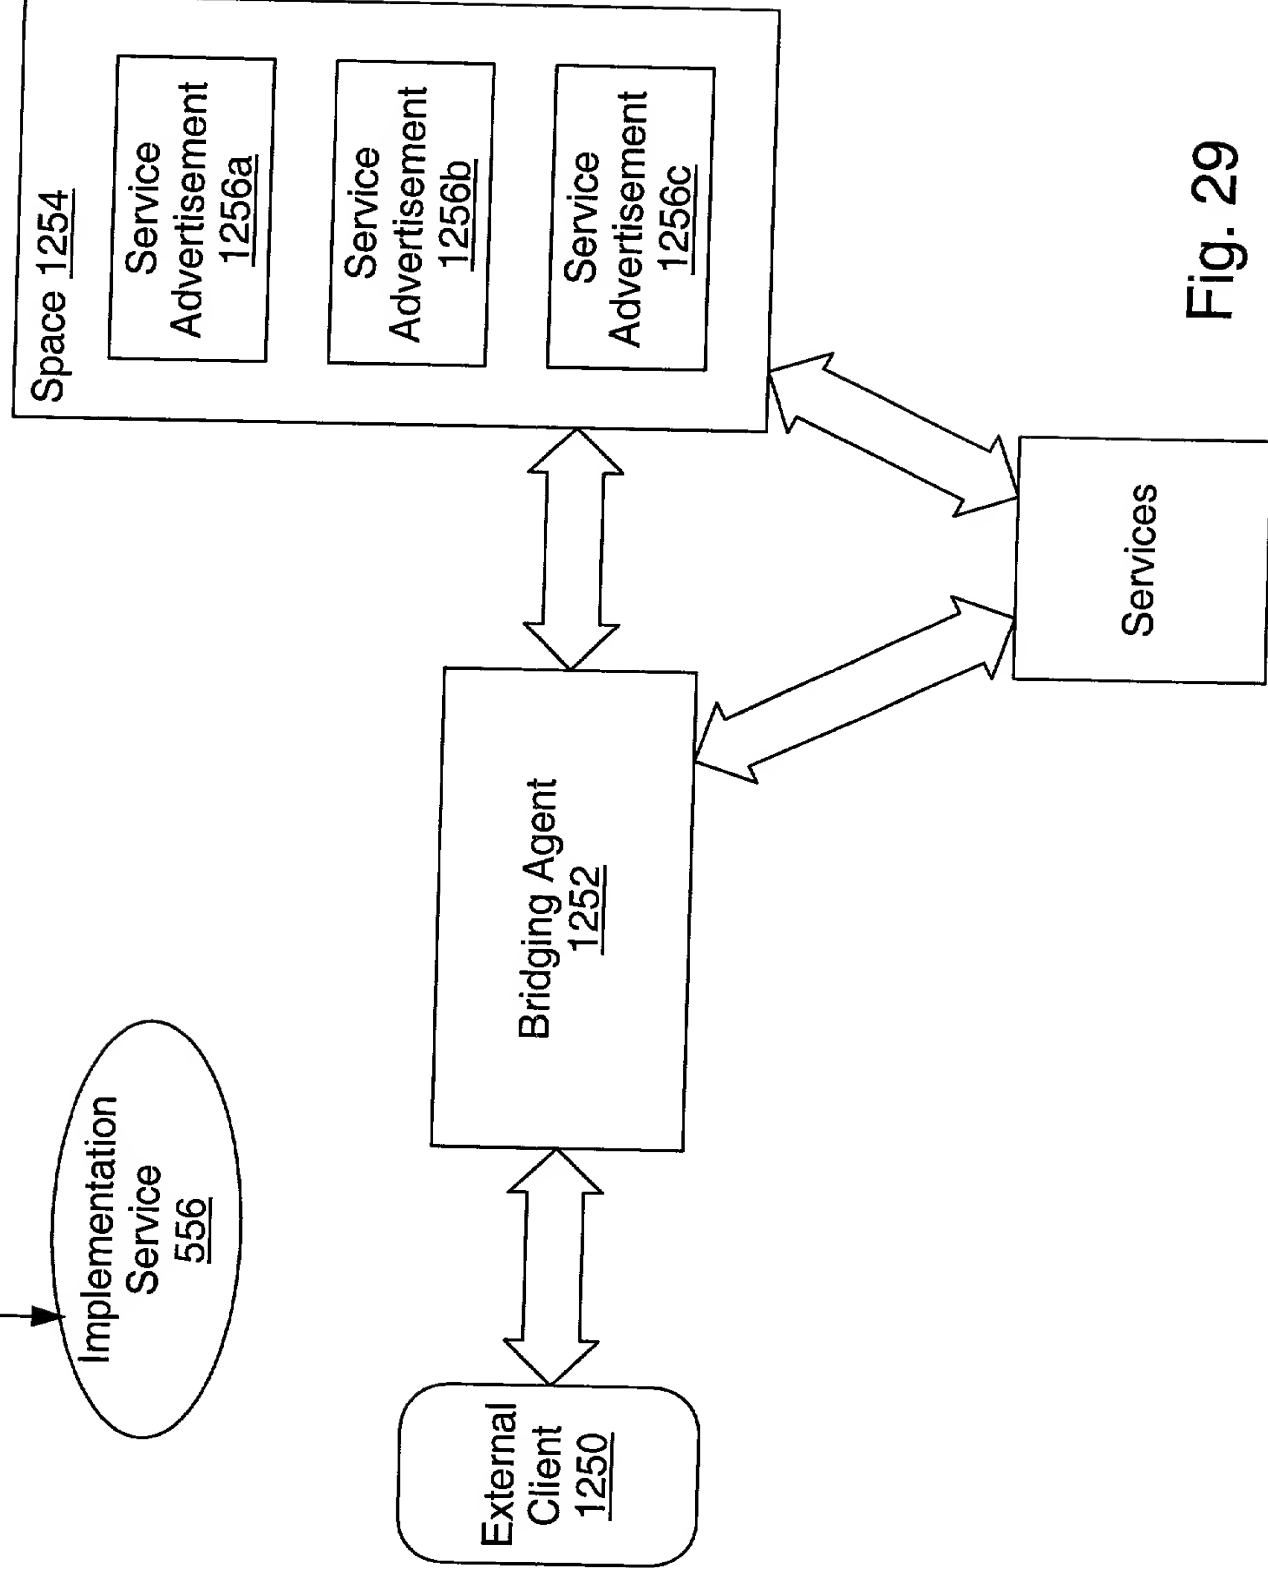 Implementation
Service
556
Space 1254
Service
Advertisement
1256a
Service
Advertisement
1256b
Service
Advertisement
1256c
Bridging Agent
1252
External
Client
1250
Services
Fig. 29